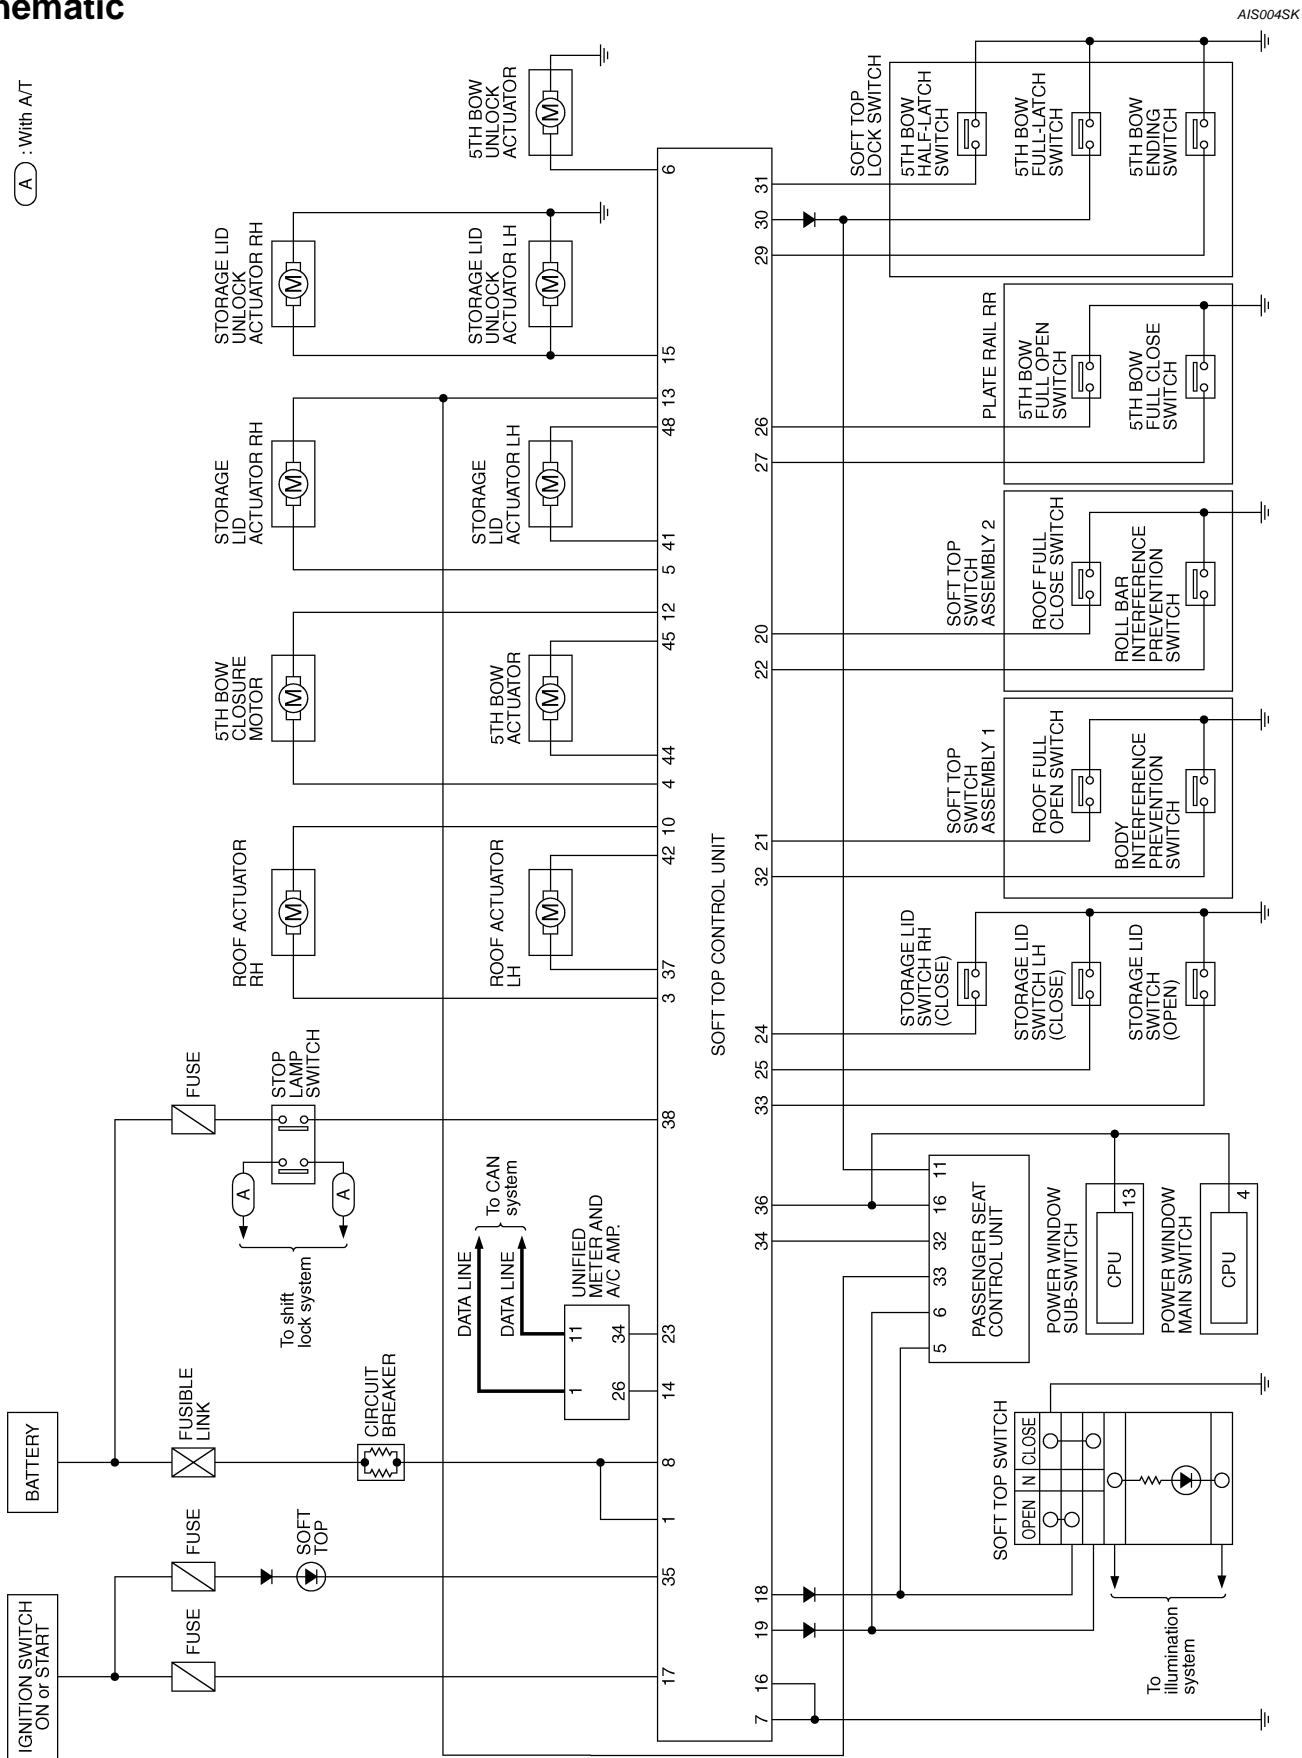 hematic
AIS004SK
A : With A/T
IGNITION SWITCH
ON or START
BATTERY
FUSE
FUSE
SOFT
TOP
FUSIBLE
LINK
CIRCUIT
BREAKER
FUSE
STOP
LAMP
SWITCH
A
A
To shift
lock system
DATA LINE
DATA LINE
To CAN
system
UNIFIED
METER AND
A/C AMP.
1
11
26
34
ROOF ACTUATOR
RH
ROOF ACTUATOR
LH
5TH BOW
CLOSURE
MOTOR
5TH BOW
ACTUATOR
STORAGE
LID
ACTUATOR RH
STORAGE
LID
ACTUATOR LH
STORAGE LID
UNLOCK
ACTUATOR RH
STORAGE LID
UNLOCK
ACTUATOR LH
5TH BOW
UNLOCK
ACTUATOR
M
M
M
M
M
M
M
M
M
17
35
1
8
14
23
38
3
37
42
10
4
44
45
12
5
41
48
13
15
6
SOFT TOP CONTROL UNIT
7
16
19
18
34
36
33
25
24
32
21
22
20
27
26
29
30
31
SOFT TOP SWITCH
OPEN
N
CLOSE
To
illumination
system
5
6
33
32
16
11
PASSENGER SEAT
CONTROL UNIT
POWER WINDOW
SUB-SWITCH
CPU
13
POWER WINDOW
MAIN SWITCH
CPU
4
STORAGE LID
SWITCH RH
(CLOSE)
STORAGE LID
SWITCH LH
(CLOSE)
STORAGE LID
SWITCH
(OPEN)
SOFT TOP
SWITCH
ASSEMBLY 1
ROOF FULL
OPEN SWITCH
BODY
INTERFERENCE
PREVENTION
SWITCH
SOFT TOP
SWITCH
ASSEMBLY 2
ROOF FULL
CLOSE SWITCH
ROLL BAR
INTERFERENCE
PREVENTION
SWITCH
PLATE RAIL RR
5TH BOW
FULL OPEN
SWITCH
5TH BOW
FULL CLOSE
SWITCH
SOFT TOP
LOCK SWITCH
5TH BOW
HALF-LATCH
SWITCH
5TH BOW
FULL-LATCH
SWITCH
5TH BOW
ENDING
SWITCH